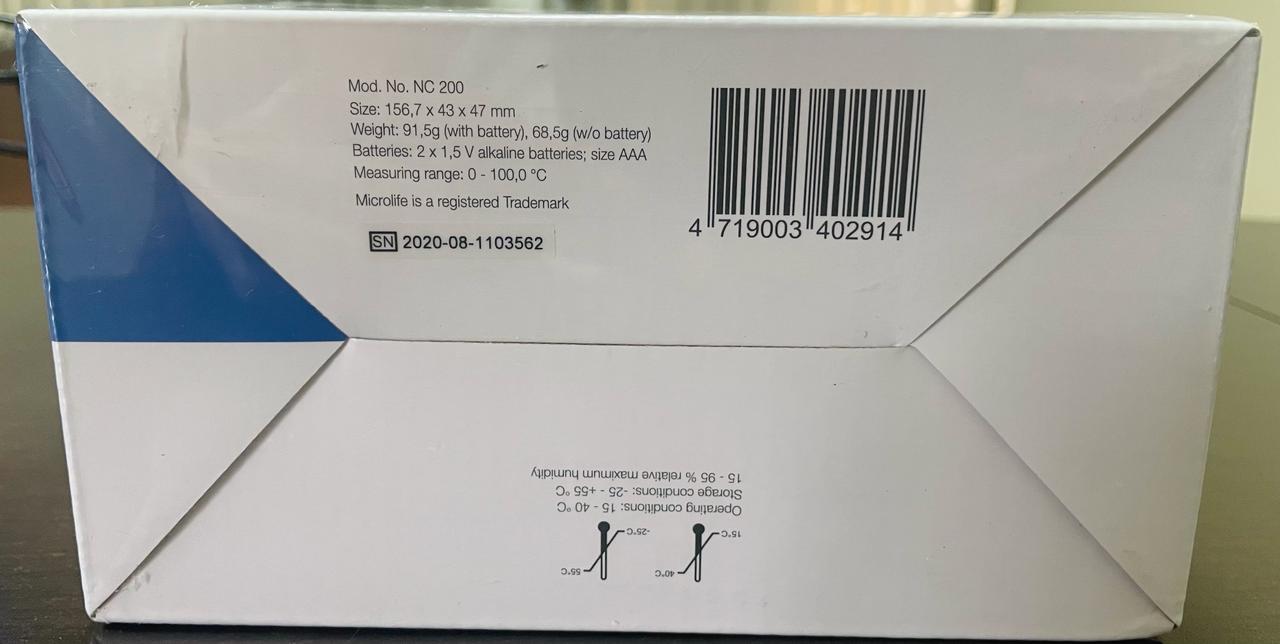 Mod. No. NC 200
Size: 156,7 x 43 x 47 mm
Weight: 91,5g (with battery), 68,5g (w/o battery)
Batteries: 2 x 1,5 V alkaline batteries; size AAA
Measuring range: 0 - 100,0 °C
Microlife is a registered Trademark
SN 2020-08-1103562
4 719003 402914
15°C 40°C -25°C 55°C
Operating conditions: 15 - 40 °C
Storage conditions: -25 - +55 °C
15 - 95 % relative maximum humidity